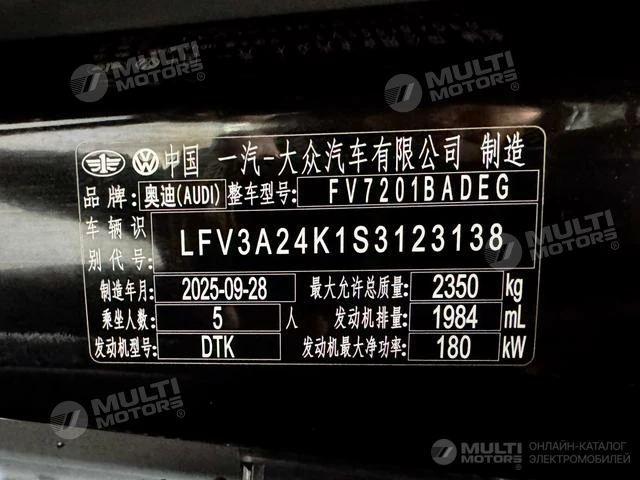 MULTI MOTORS
MULTI MOTORS
中国 一汽-大众汽车有限公司 制造
品牌: 奥迪(AUDI) 整车型号: FV7201BADEG
车辆识别代号: LFV3A24K1S3123138
制造年月: 2025-09-28 最大允许总质量: 2350 kg
乘坐人数: 5 人 发动机排量: 1984 mL
发动机型号: DTK 发动机最大净功率: 180 kW
MULTI MOTORS
MULTI MOTORS ОНЛАЙН-КАТАЛОГ ЭЛЕКТРОМОБИЛЕЙ